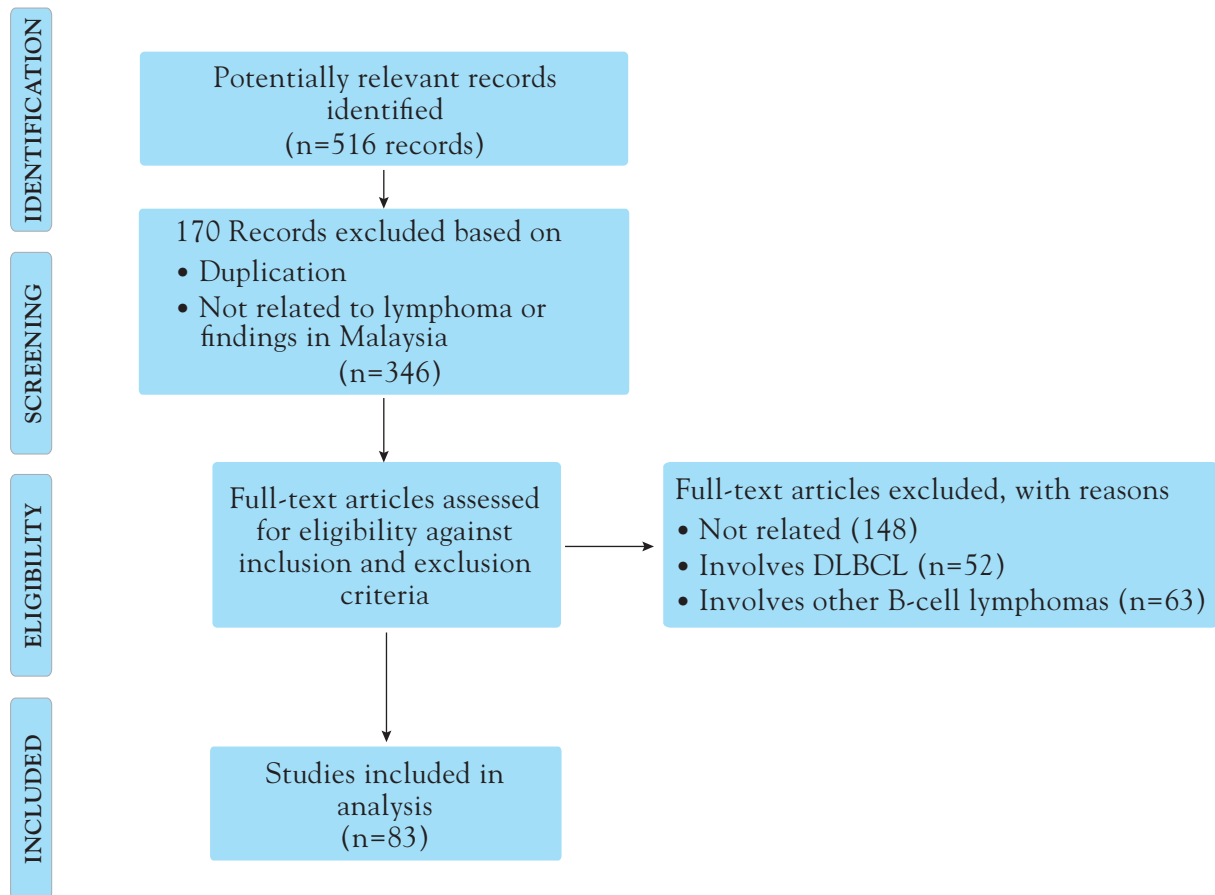 IDENTIFICATION
Potentially relevant records
identified
(n=516 records)
170 Records excluded based on
• Duplication
• Not related to lymphoma or
findings in Malaysia
(n=346)
SCREENING
Full-text articles assessed
for eligibility against
inclusion and exclusion
criteria
Full-text articles excluded, with reasons
• Not related (148)
• Involves DLBCL (n=52)
• Involves other B-cell lymphomas (n=63)
ELIGIBILITY
Studies included in
analysis
(n=83)
INCLUDED